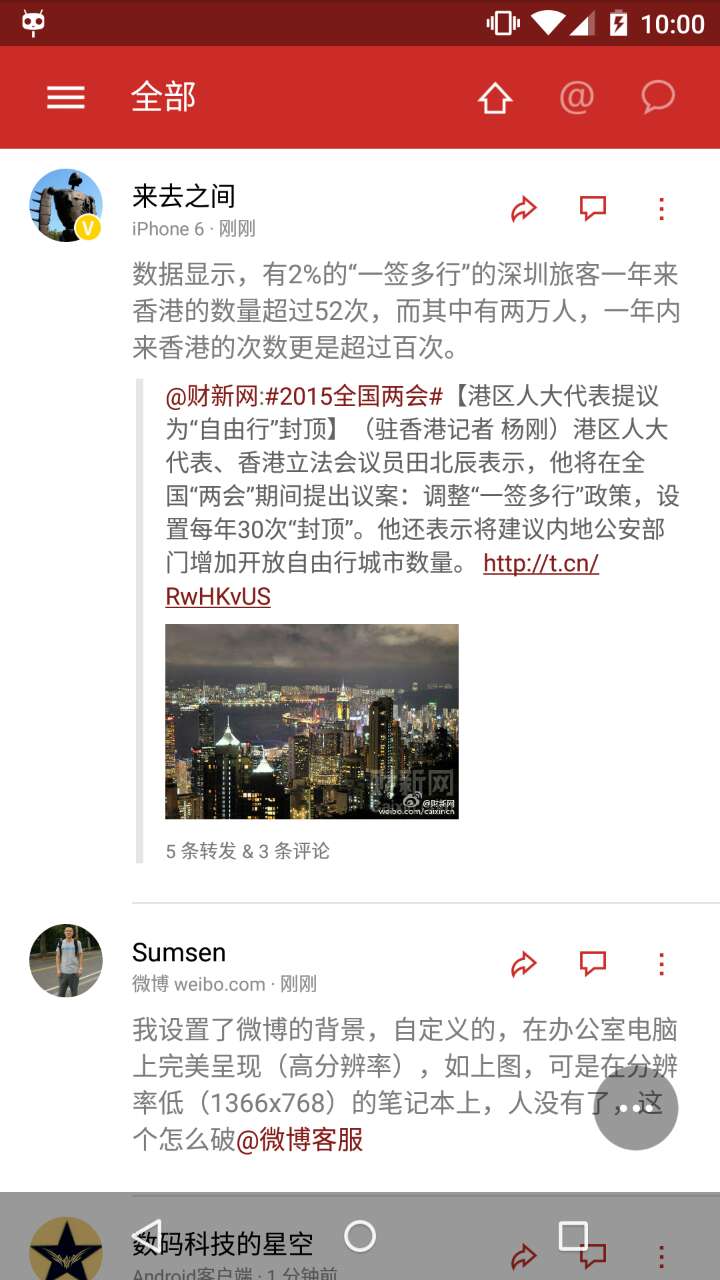 10:00
全部
@
来去之间
V
iPhone 6 · 刚刚
数据显示，有2%的“一签多行”的深圳旅客一年来
香港的数量超过52次，而其中有两万人，一年内
来香港的次数更是超过百次。
@财新网:#2015全国两会#【港区人大代表提议
为“自由行”封顶】（驻香港记者 杨刚）港区人大
代表、香港立法会议员田北辰表示，他将在全
国“两会”期间提出议案：调整“一签多行”政策，设
置每年30次“封顶”。他还表示将建议内地公安部
门增加开放自由行城市数量。 http://t.cn/
RwHKvUS
财新网
@财新网
weibo.com/caixincn
5 条转发 & 3 条评论
Sumsen
微博 weibo.com · 刚刚
我设置了微博的背景，自定义的，在办公室电脑
上完美呈现（高分辨率），如上图，可是在分辨
率低（1366x768）的笔记本上，人没有了，这
个怎么破@微博客服
数码科技的星空
Android客户端 · 1 分钟前